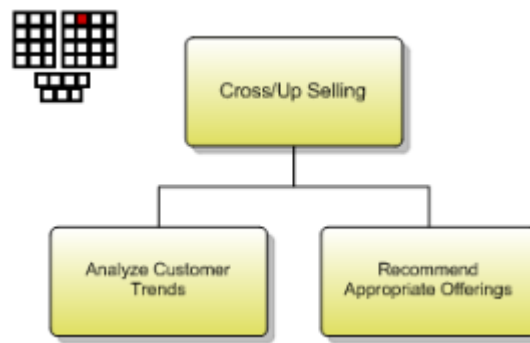 Cross/Up Selling
Analyze Customer
Trends
Recommend
Appropriate Offerings